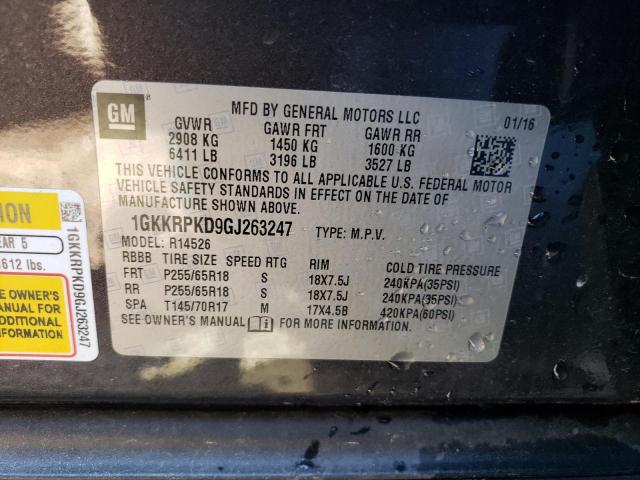 GM
MFD BY GENERAL MOTORS LLC
01/16
GVWR GAWR FRT GAWR RR
2908 KG 1450 KG 1600 KG
6411 LB 3196 LB 3527 LB
THIS VEHICLE CONFORMS TO ALL APPLICABLE U.S. FEDERAL MOTOR
VEHICLE SAFETY STANDARDS IN EFFECT ON THE DATE OF
MANUFACTURE SHOWN ABOVE.
1GKKRPKD9GJ263247 TYPE: M.P.V.
MODEL: R14526
RBBB TIRE SIZE SPEED RTG RIM COLD TIRE PRESSURE
FRT P255/65R18 S 18X7.5J 240KPA(35PSI)
RR P255/65R18 S 18X7.5J 240KPA(35PSI)
SPA T145/70R17 M 17X4.5B 420KPA(60PSI)
SEE OWNER'S MANUAL FOR MORE INFORMATION.
ION
EAR 5
612 lbs.
E OWNER'S
ANUAL FOR
ADDITIONAL
FORMATION
1GKKRPKD9GJ263247